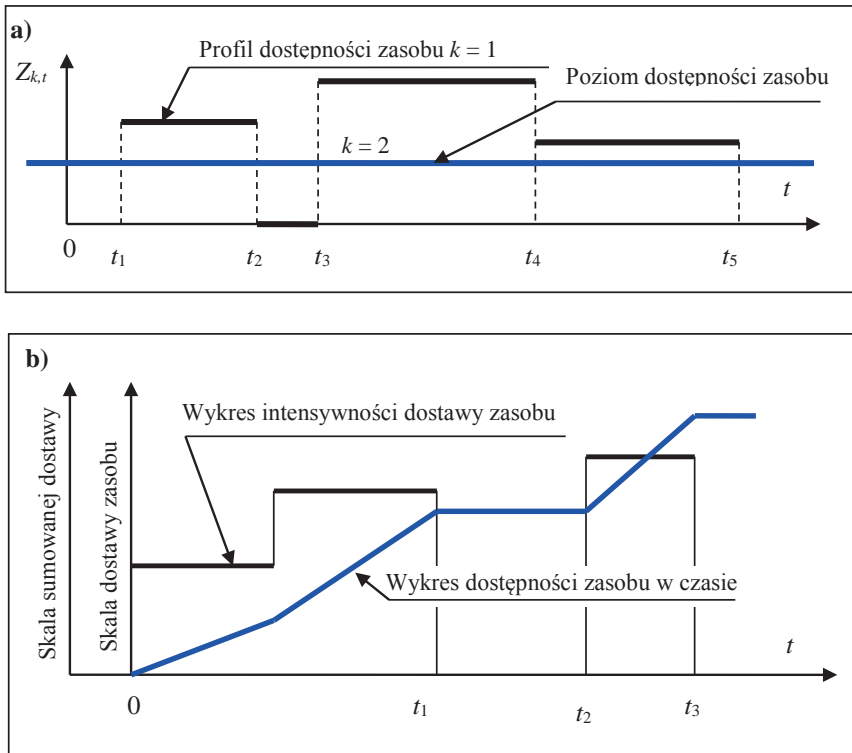 a)
Profil dostępności zasobu k = 1
Z_{k,t}
Poziom dostępności zasobu
k = 2
t
0
t₁
t₂
t₃
t₄
t₅
b)
Skala sumowanej dostawy
Skala dostawy zasobu
Wykres intensywności dostawy zasobu
Wykres dostępności zasobu w czasie
t
0
t₁
t₂
t₃